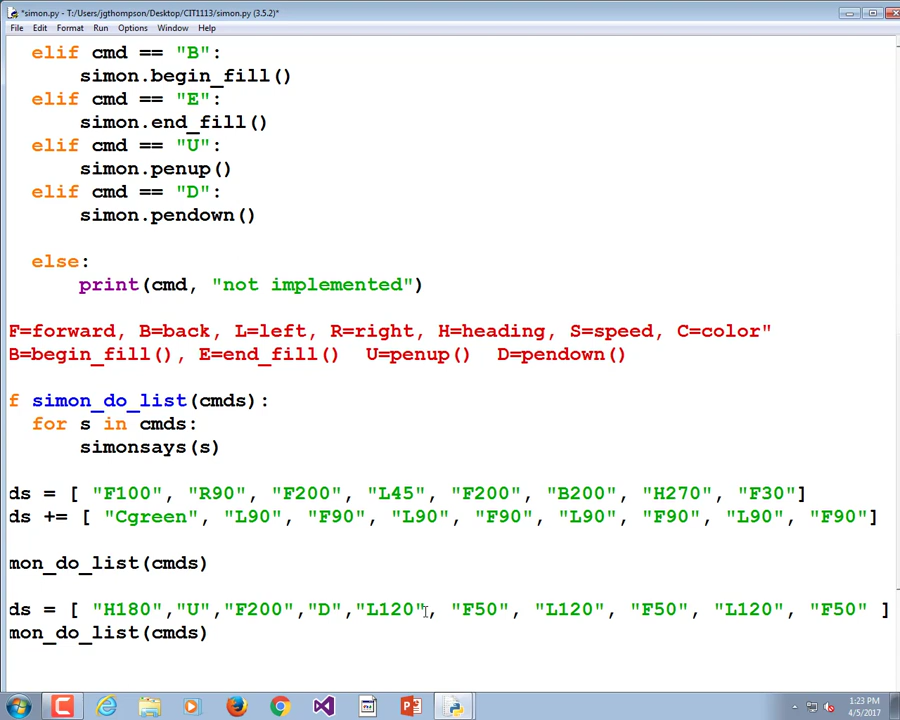 *simon.py - T:/Users/jgthompson/Desktop/CIT1113/simon.py (3.5.2)*
File Edit Format Run Options Window Help
elif cmd == "B":
simon.begin_fill()
elif cmd == "E":
simon.end_fill()
elif cmd == "U":
simon.penup()
elif cmd == "D":
simon.pendown()
else:
print(cmd, "not implemented")
F=forward, B=back, L=left, R=right, H=heading, S=speed, C=color"
B=begin_fill(), E=end_fill() U=penup() D=pendown()
f simon_do_list(cmds):
for s in cmds:
simonsays(s)
ds = [ "F100", "R90", "F200", "L45", "F200", "B200", "H270", "F30"]
ds += [ "Cgreen", "L90", "F90", "L90", "F90", "L90", "F90", "L90", "F90"]
mon_do_list(cmds)
ds = [ "H180","U","F200","D","L120", "F50", "L120", "F50", "L120", "F50" ]
mon_do_list(cmds)
1:23 PM
4/5/2017